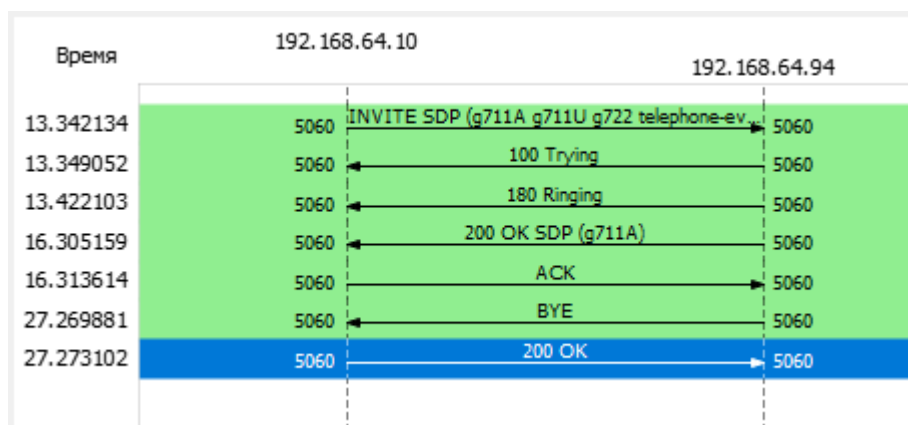 Время
192.168.64.10
192.168.64.94
13.342134 5060 INVITE SDP (g711A g711U g722 telephone-ev... 5060
13.349052 5060 100 Trying 5060
13.422103 5060 180 Ringing 5060
16.305159 5060 200 OK SDP (g711A) 5060
16.313614 5060 ACK 5060
27.269881 5060 BYE 5060
27.273102 5060 200 OK 5060